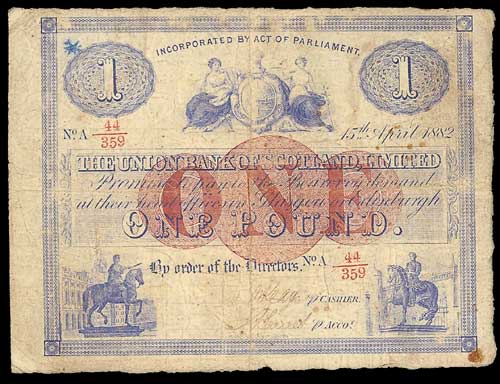 INCORPORATED BY ACT OF PARLIAMENT.
1 1
No. A 44/359
15th April 1882
THE UNION BANK OF SCOTLAND LIMITED
Promise to pay to the Bearer on demand
at their head offices in Glasgow or Edinburgh
ONE
ONE POUND.
By order of the Directors. No. A 44/359
p CASHIER.
p ACCOT.